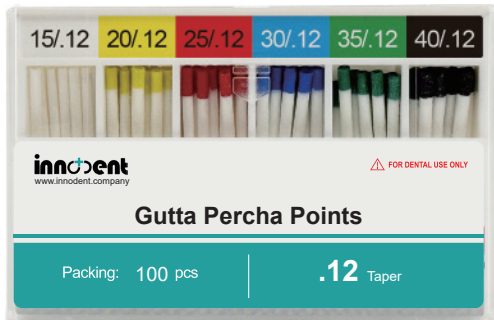 15/.12 20/.12 25/.12 30/.12 35/.12 40/.12
innodent
www.innodent.company
FOR DENTAL USE ONLY
Gutta Percha Points
Packing: 100 pcs
.12 Taper